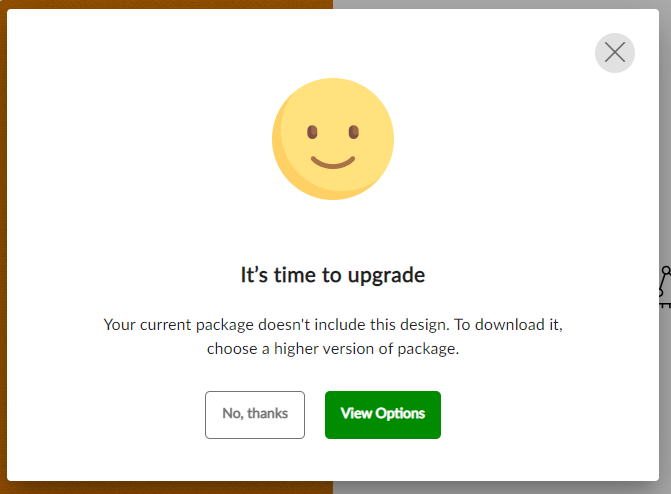 It’s time to upgrade
Your current package doesn't include this design. To download it,
choose a higher version of package.
No, thanks
View Options